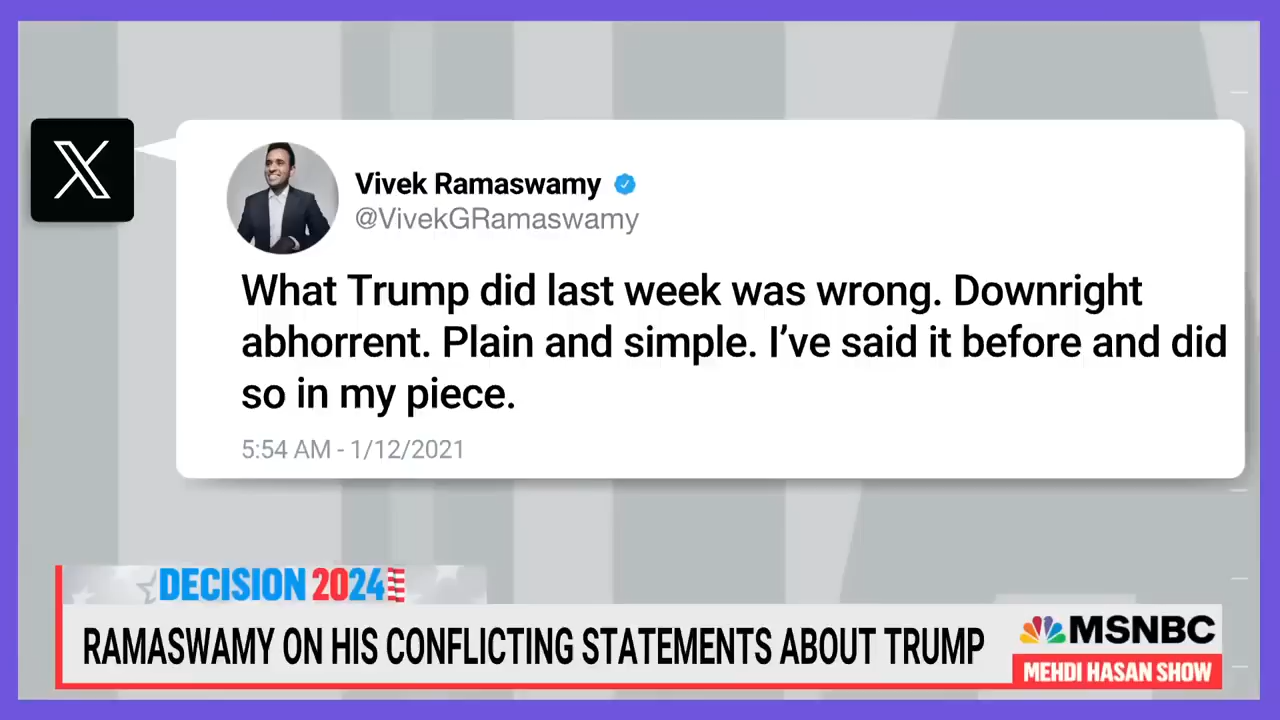 X
Vivek Ramaswamy
@VivekGRamaswamy
What Trump did last week was wrong. Downright
abhorrent. Plain and simple. I’ve said it before and did
so in my piece.
5:54 AM - 1/12/2021
DECISION 2024
RAMASWAMY ON HIS CONFLICTING STATEMENTS ABOUT TRUMP
MSNBC
MEHDI HASAN SHOW